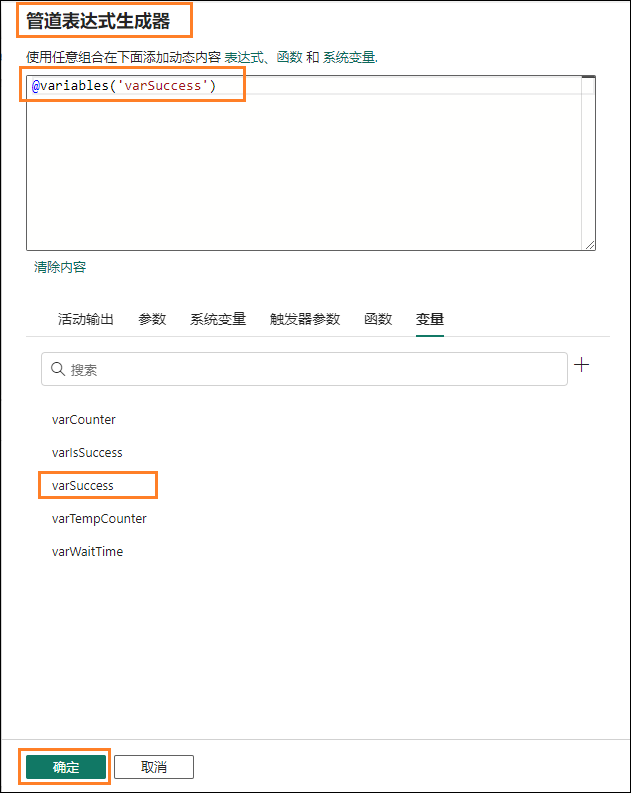 管道表达式生成器
使用任意组合在下面添加动态内容 表达式、函数 和 系统变量.
@variables('varSuccess')
清除内容
活动输出 参数 系统变量 触发器参数 函数 变量
搜索
varCounter
varIsSuccess
varSuccess
varTempCounter
varWaitTime
确定 取消